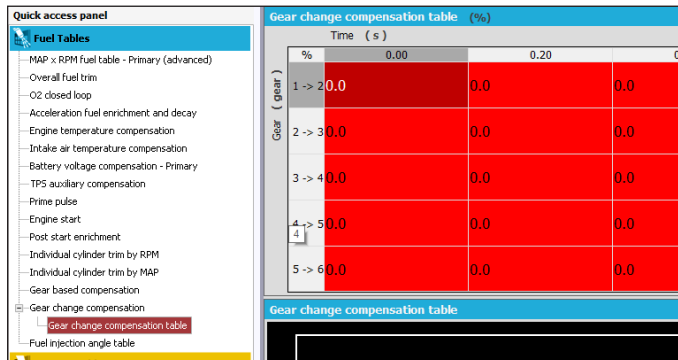 Quick access panel
Fuel Tables
MAP x RPM fuel table - Primary (advanced)
Overall fuel trim
O2 closed loop
Acceleration fuel enrichment and decay
Engine temperature compensation
Intake air temperature compensation
Battery voltage compensation - Primary
TPS auxiliary compensation
Prime pulse
Engine start
Post start enrichment
Individual cylinder trim by RPM
Individual cylinder trim by MAP
Gear based compensation
Gear change compensation
Gear change compensation table
Fuel injection angle table
Gear change compensation table (%)
Time ( s )
% 0.00 0.20
Gear ( gear )
1 -> 2 0.0 0.0 0.0
2 -> 3 0.0 0.0 0.0
3 -> 4 0.0 0.0 0.0
4 -> 5 0.0 0.0 0.0
4
5 -> 6 0.0 0.0 0.0
Gear change compensation table